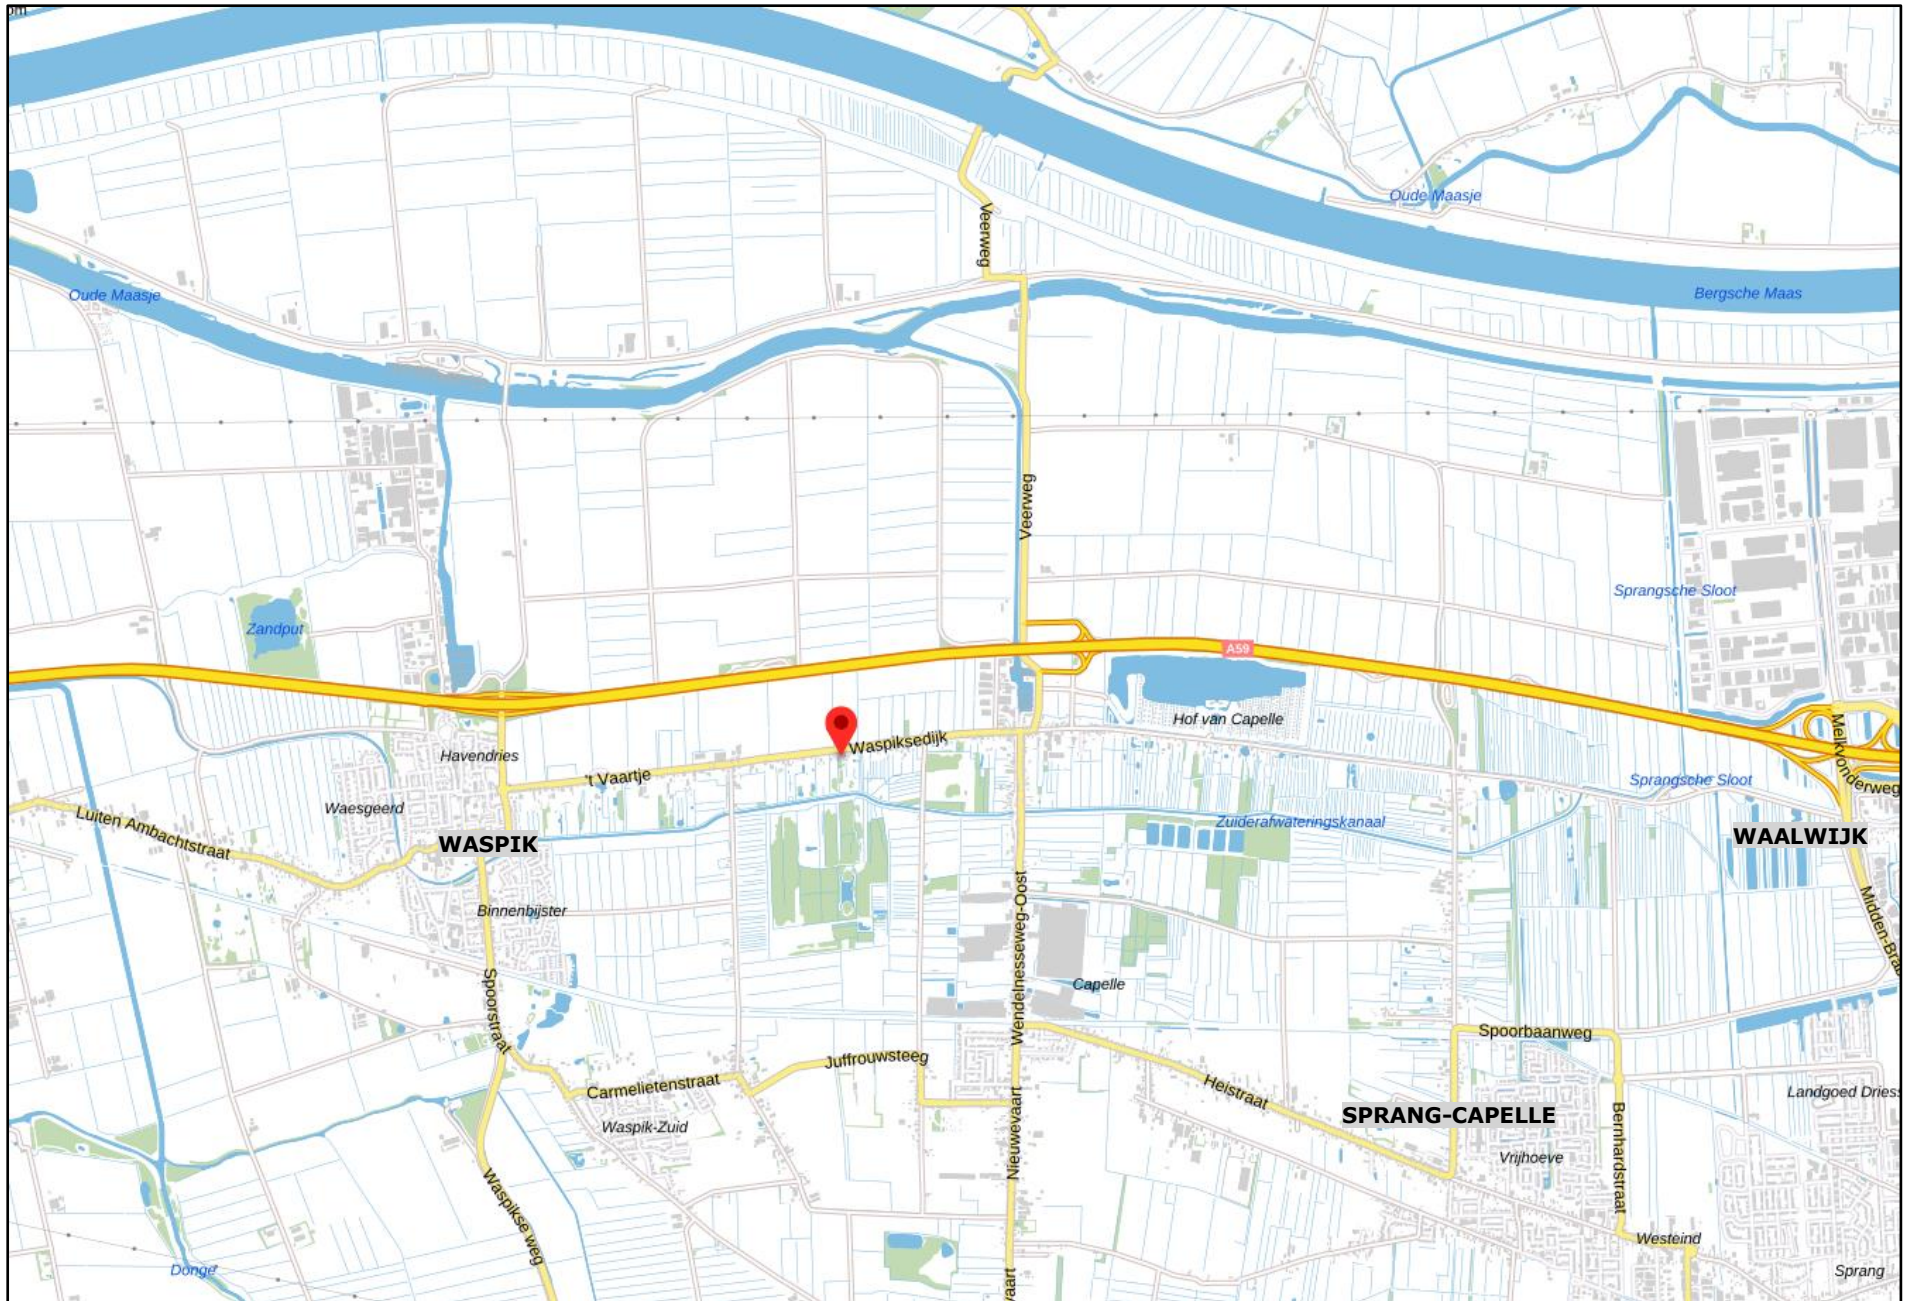 Oude Maasje
Veerweg
Oude Maasje
Bergsche Maas
Veerweg
Sprangsche Sloot
Zandput
A59
Hof van Capelle
Waspiksedijk
Havendries
't Vaartje
Melkvonderweg
Sprangsche Sloot
Waesgeerd
Luiten Ambachtstraat
Zuiderafwateringskanaal
WASPIK
WAALWIJK
Binnenbijster
Wendelnesseweg-Oost
Midden-Bra
Capelle
Spoorstraat
Spoorbaanweg
Juffrouwsteeg
Carmelietenstraat
Heistraat
Landgoed Driess
SPRANG-CAPELLE
Waspik-Zuid
Nieuwevaart
Bernhardstraat
Vrijhoeve
Waspikse weg
Westeind
Donge
Sprang
vaart